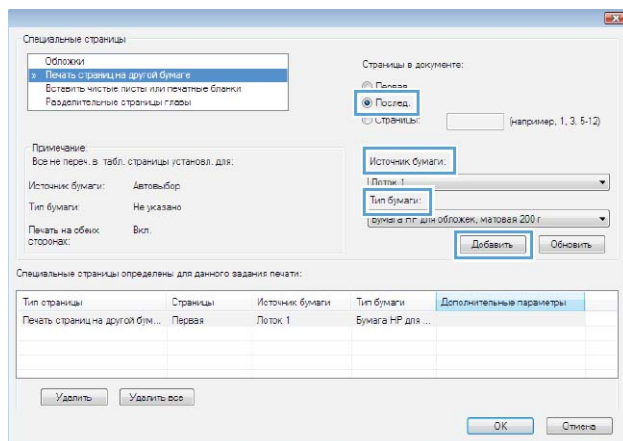 Специальные страницы
Обложки
» Печать страниц на другой бумаге
Вставить чистые листы или печатные бланки
Разделительные страницы главы
Страницы в документе:
Первая
Послед.
Страницы:
(например, 1, 3, 5-12)
Примечание:
Все не переч. в табл. страницы установл. для:
Источник бумаги: Автовыбор
Тип бумаги: Не указано
Печать на обеих сторонах: Вкл.
Источник бумаги:
Лоток 1
Тип бумаги:
Бумага HP для обложек, матовая 200 г
Добавить Обновить
Специальные страницы определены для данного задания печати:
Тип страницы Страницы Источник бумаги Тип бумаги Дополнительные параметры
Печать страниц на другой бум... Первая Лоток 1 Бумага HP для ...
Удалить Удалить все
OK Отмена